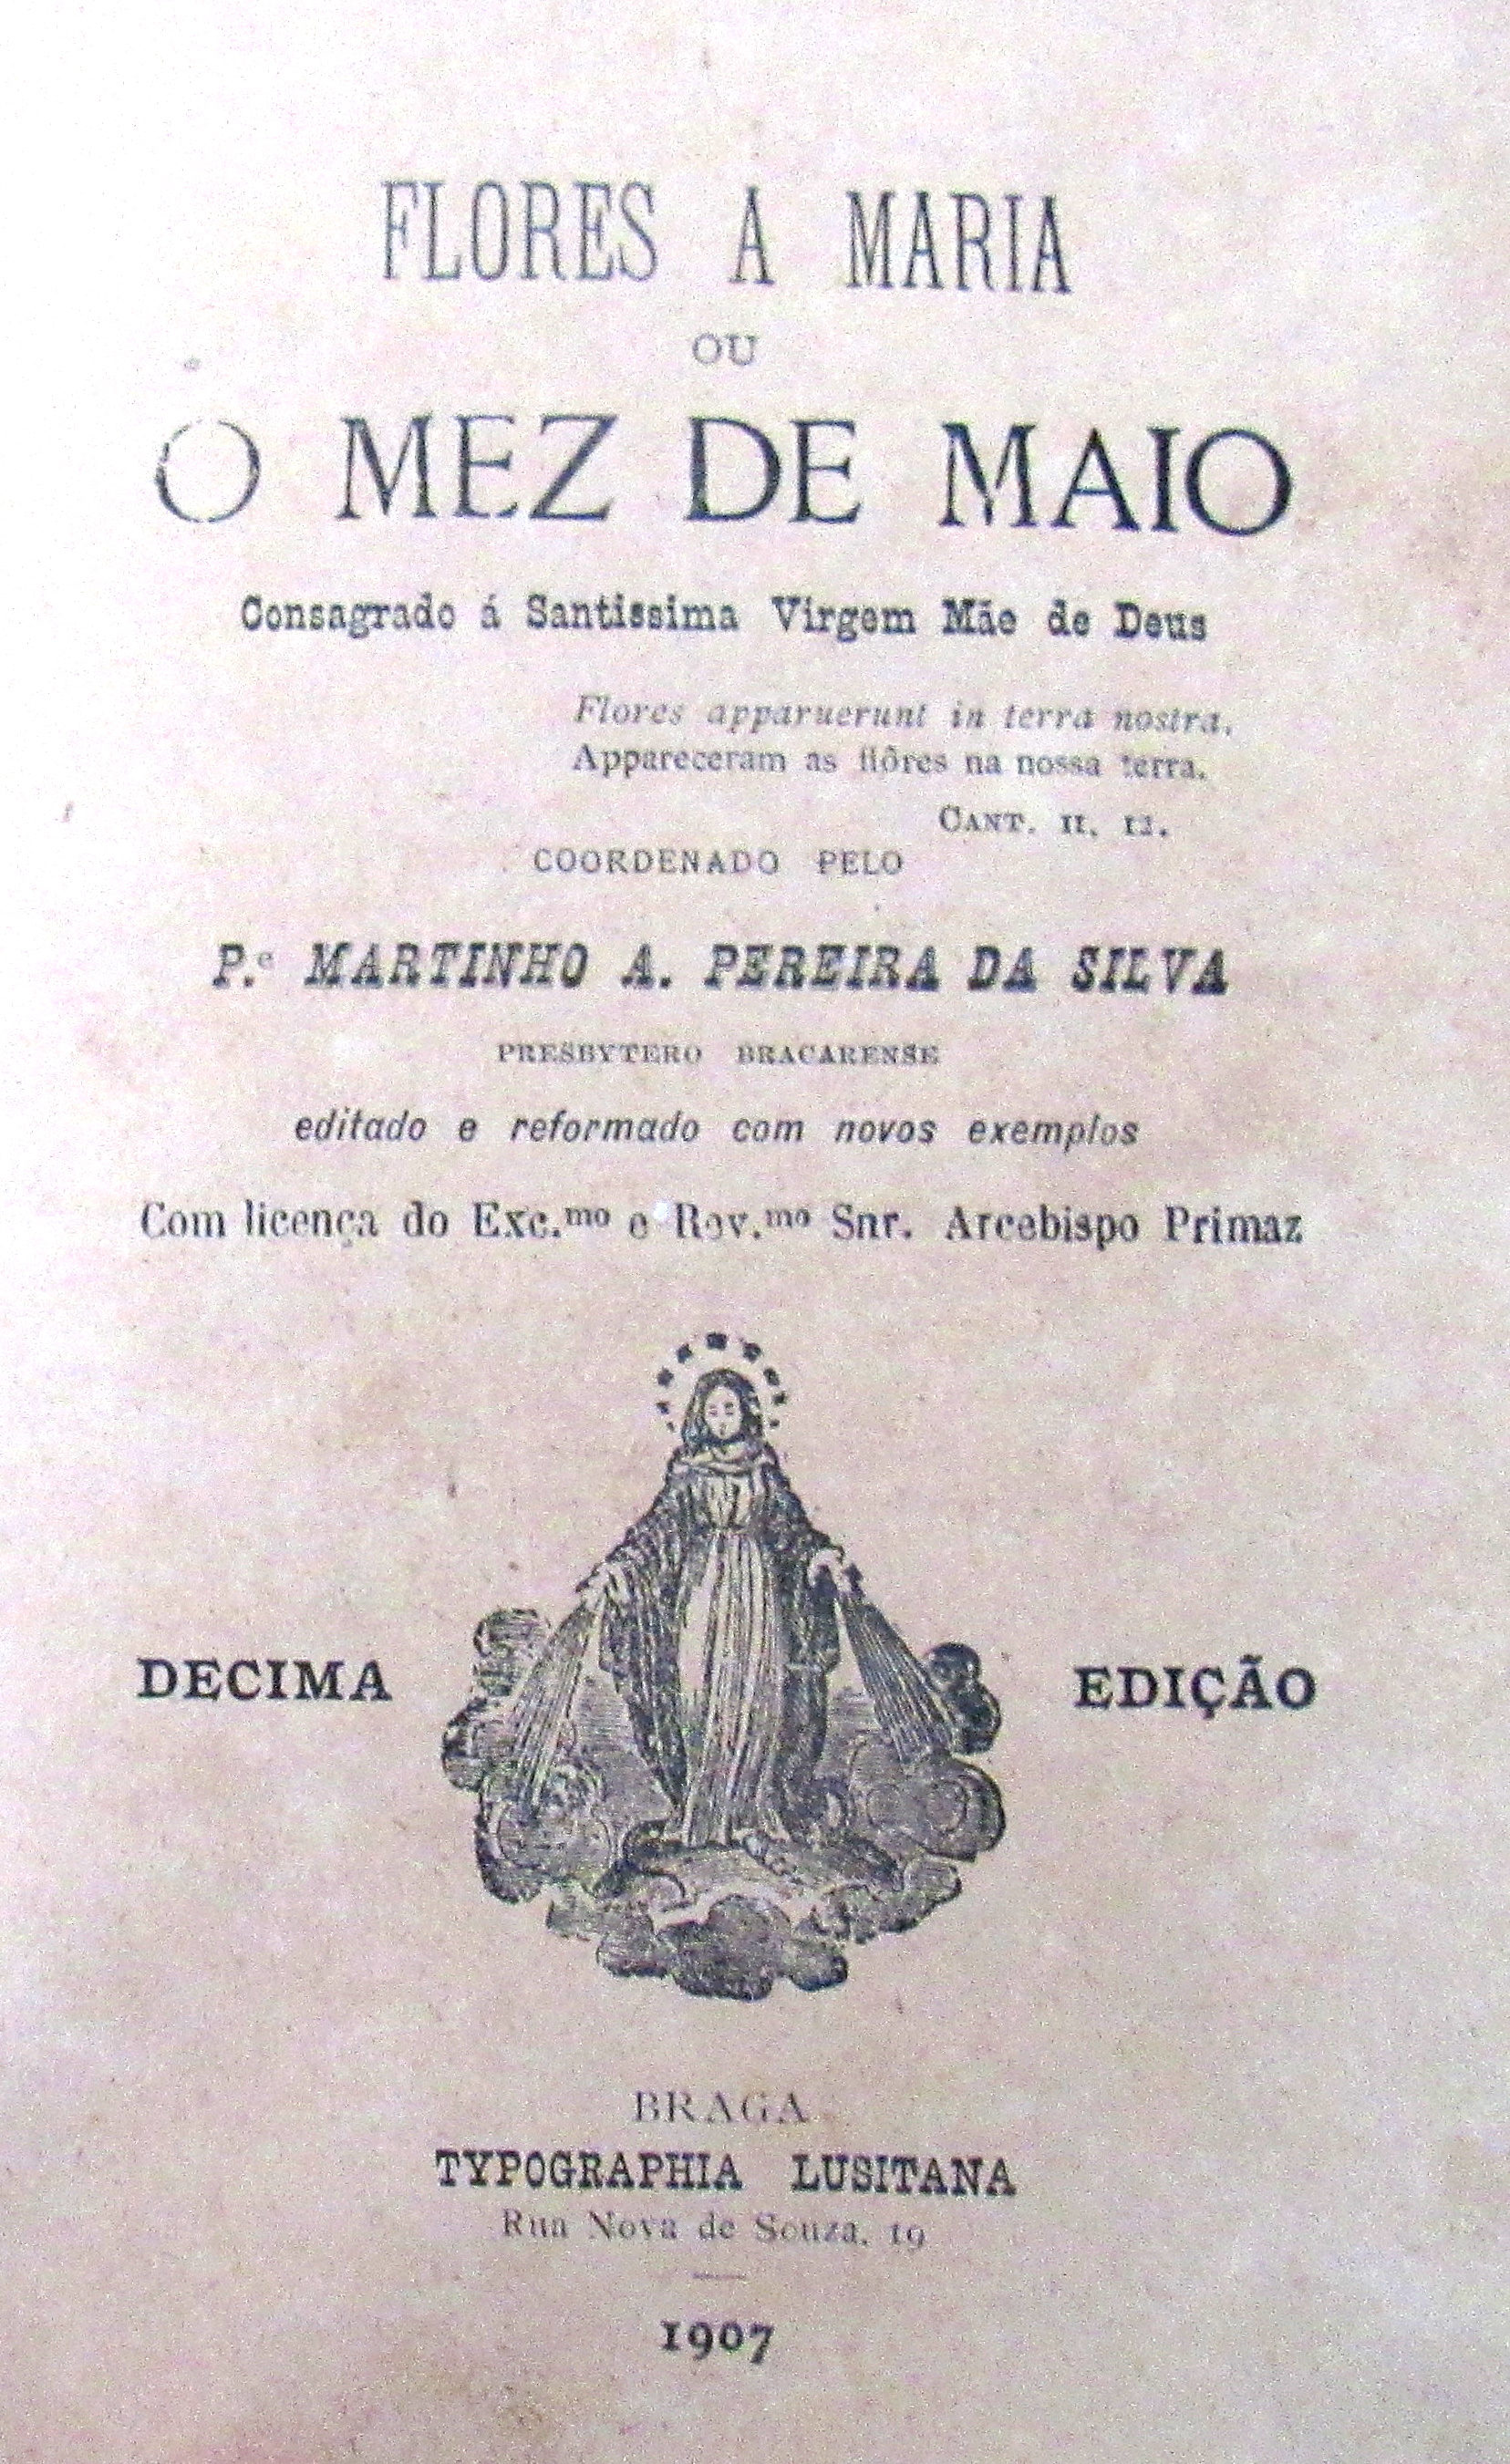 FLORES A MARIA
OU
O MEZ DE MAIO
Consagrado á Santissima Virgem Mãe de Deus
Flores apparuerunt in terra nostra.
Appareceram as flôres na nossa terra.
CANT. II. 12.
COORDENADO PELO
P.e MARTINHO A. PEREIRA DA SILVA
PRESBYTERO BRACARENSE
editado e reformado com novos exemplos
Com licença do Exc.mo e Rev.mo Snr. Arcebispo Primaz
DECIMA EDIÇÃO
BRAGA
TYPOGRAPHIA LUSITANA
Rua Nova de Souza, 19
1907